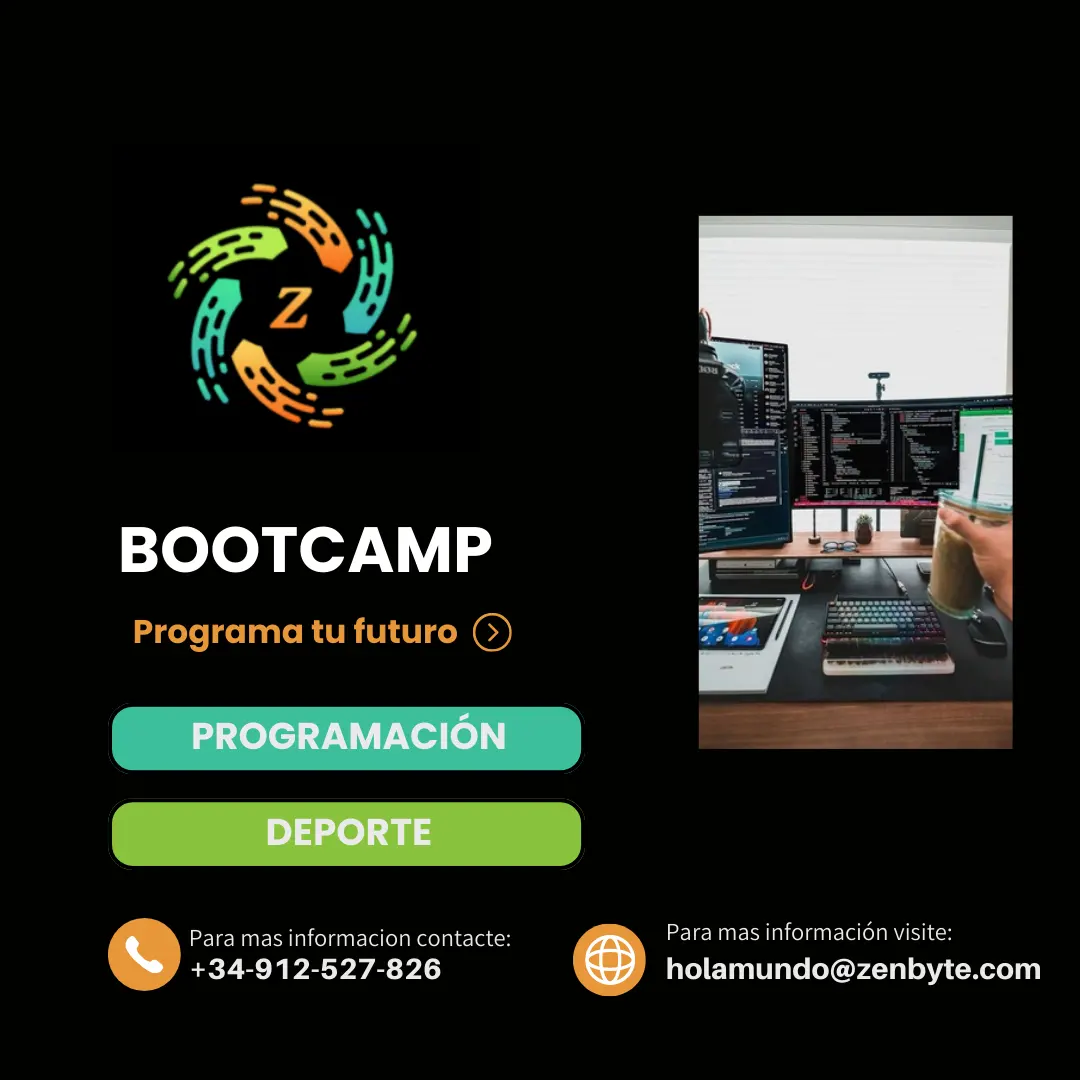 Z
BOOTCAMP
Programa tu futuro
PROGRAMACIÓN
DEPORTE
Para mas informacion contacte:
+34-912-527-826
Para mas información visite:
holamundo@zenbyte.com